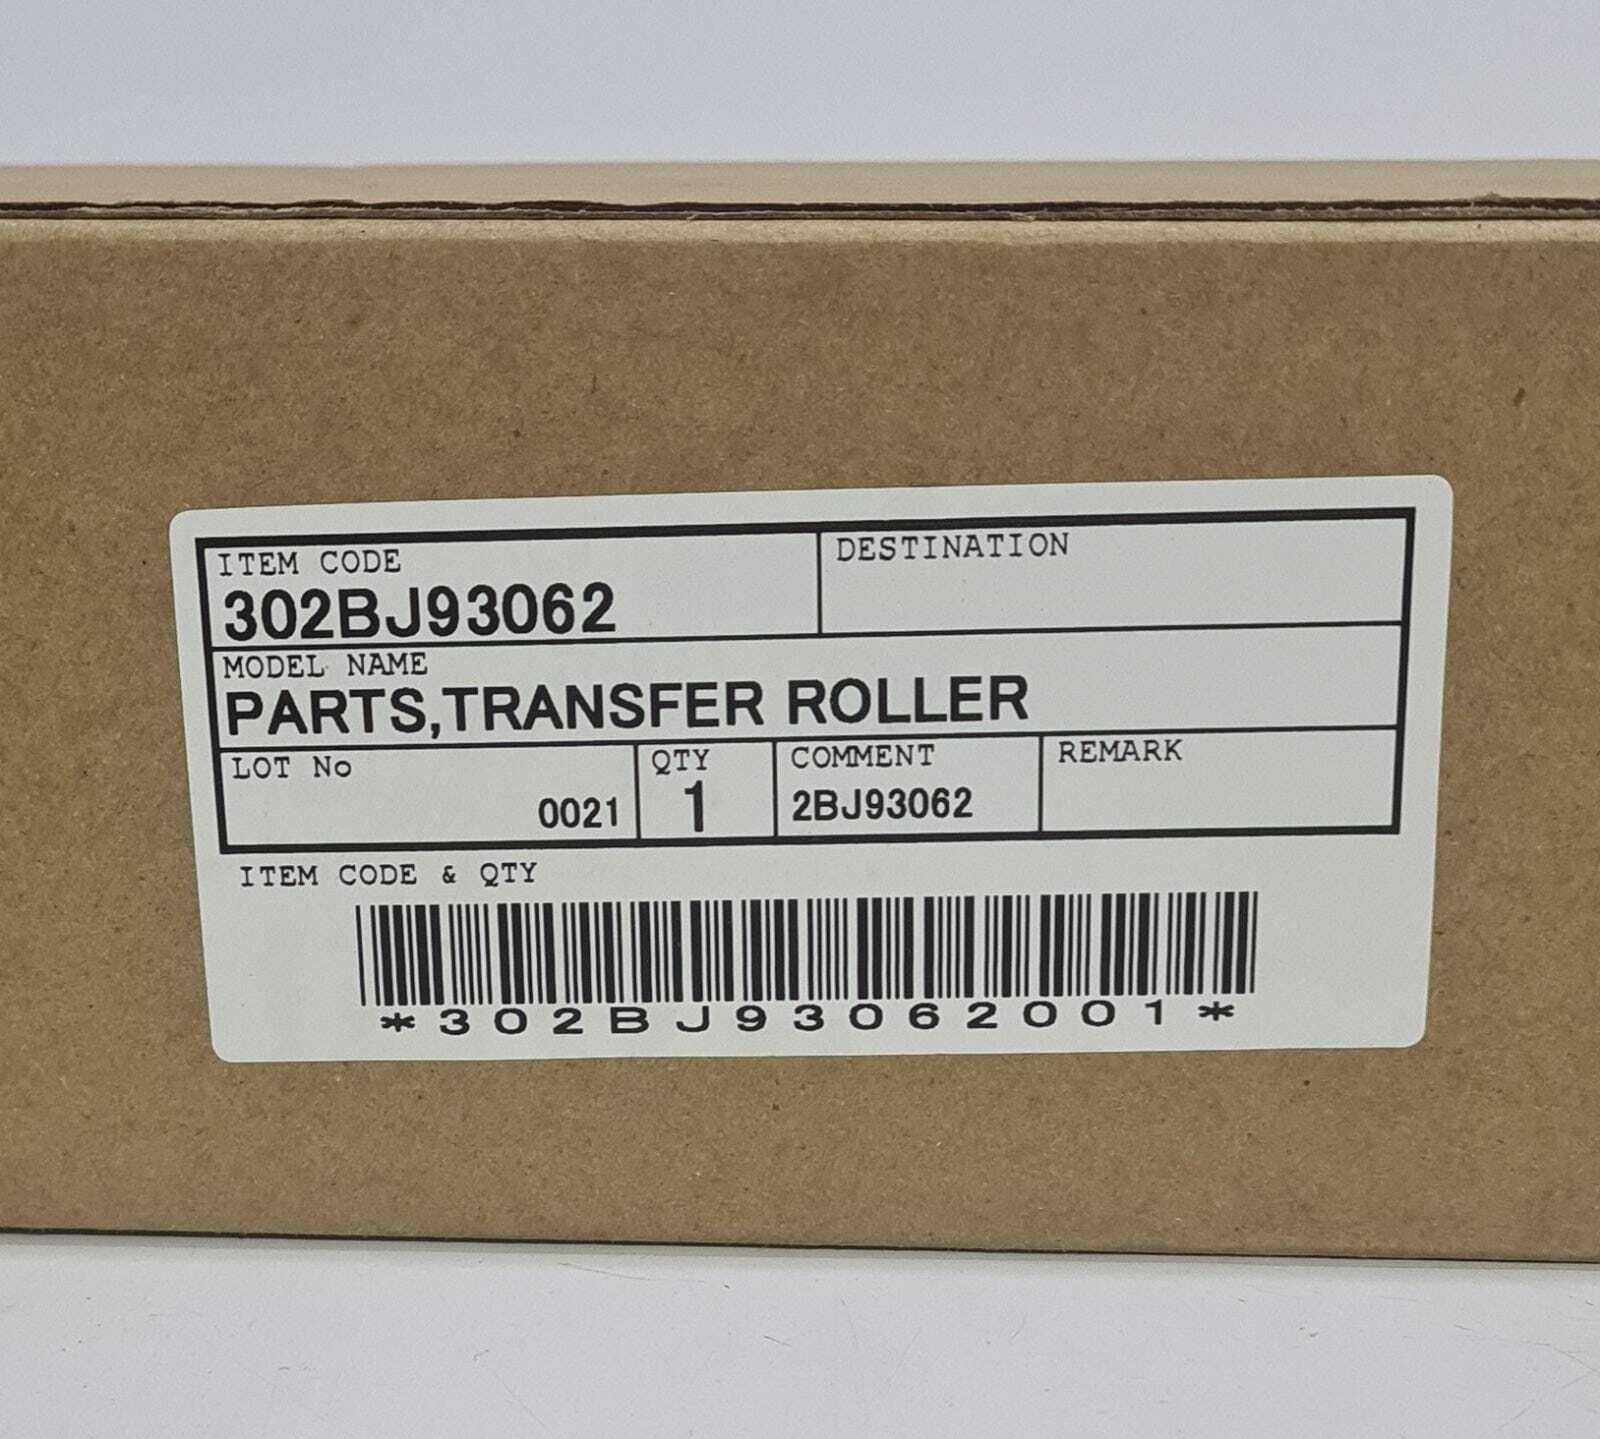 ITEM CODE
302BJ93062
DESTINATION
MODEL NAME
PARTS,TRANSFER ROLLER
LOT No
0021
QTY
1
COMMENT
2BJ93062
REMARK
ITEM CODE & QTY
*302BJ93062001*